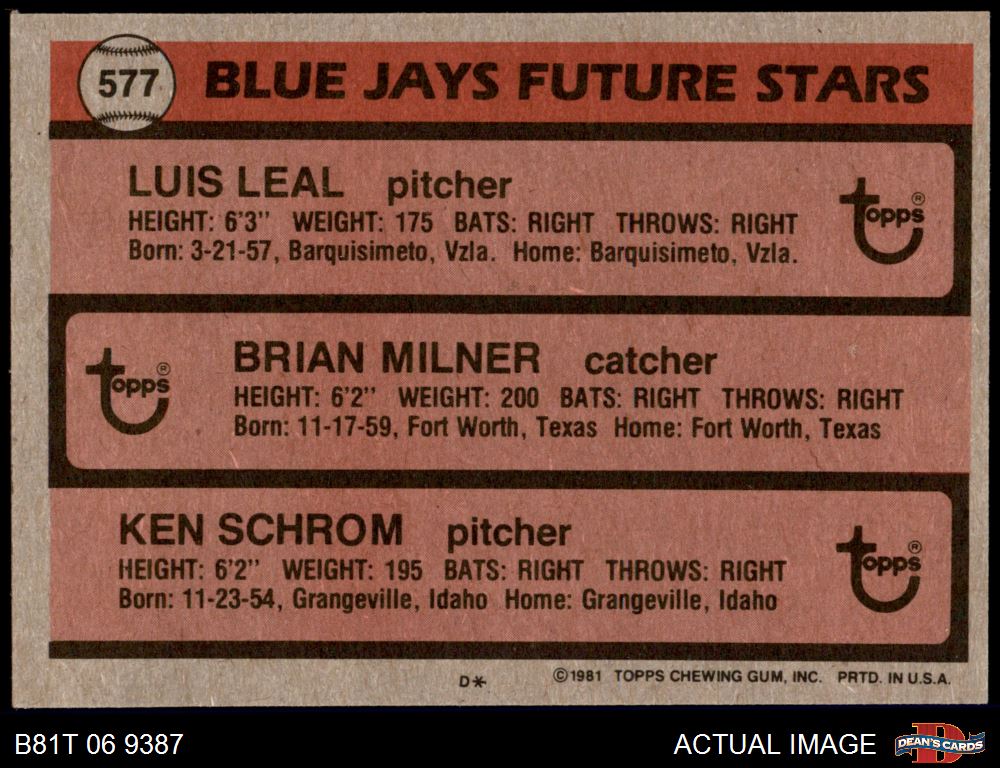 577 BLUE JAYS FUTURE STARS
LUIS LEAL pitcher
HEIGHT: 6'3" WEIGHT: 175 BATS: RIGHT THROWS: RIGHT
Born: 3-21-57, Barquisimeto, Vzla. Home: Barquisimeto, Vzla.
topps ®
BRIAN MILNER catcher
HEIGHT: 6'2" WEIGHT: 200 BATS: RIGHT THROWS: RIGHT
Born: 11-17-59, Fort Worth, Texas Home: Fort Worth, Texas
topps ®
KEN SCHROM pitcher
HEIGHT: 6'2" WEIGHT: 195 BATS: RIGHT THROWS: RIGHT
Born: 11-23-54, Grangeville, Idaho Home: Grangeville, Idaho
topps ®
D* ©1981 TOPPS CHEWING GUM, INC. PRTD. IN U.S.A.
B81T 06 9387 ACTUAL IMAGE
D
DEAN'S CARDS